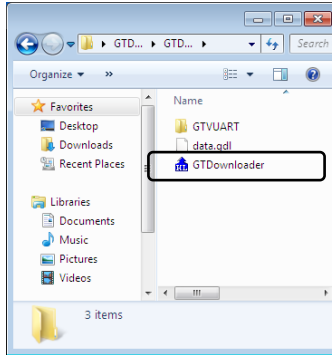 GTD... GTD... Search
Organize »
Favorites
Desktop
Downloads
Recent Places
Libraries
Documents
Music
Pictures
Videos
Name
GTVUART
data.gdl
GTDownloader
3 items